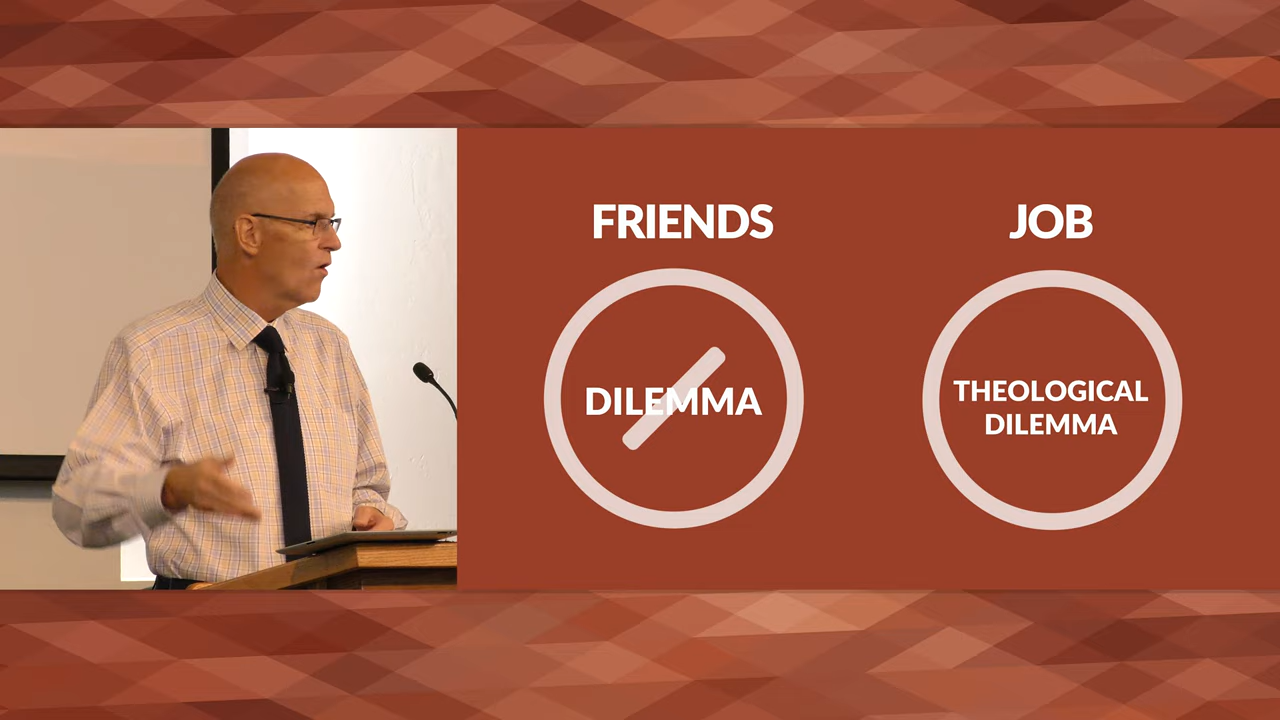 FRIENDS
DILEMMA
JOB
THEOLOGICAL
DILEMMA